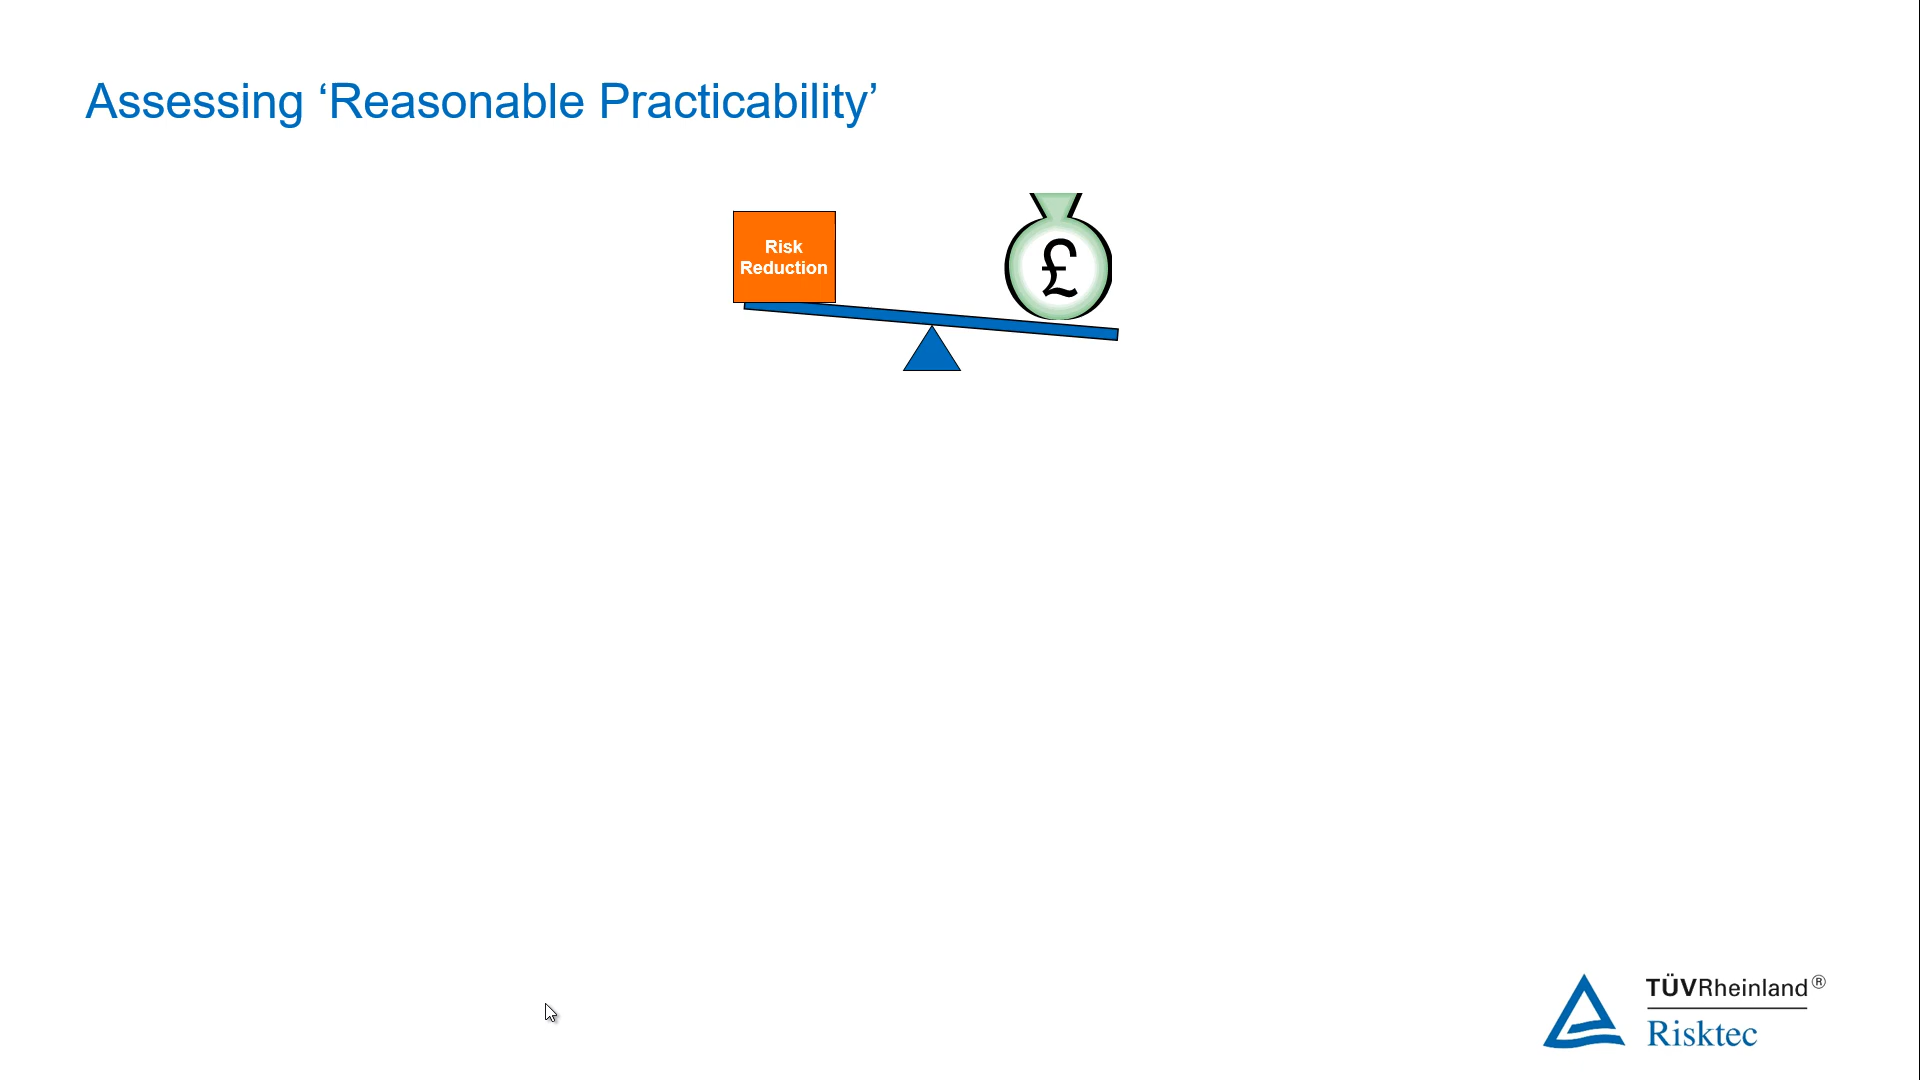 Assessing ‘Reasonable Practicability’
Risk
Reduction
£
TÜVRheinland®
Risktec